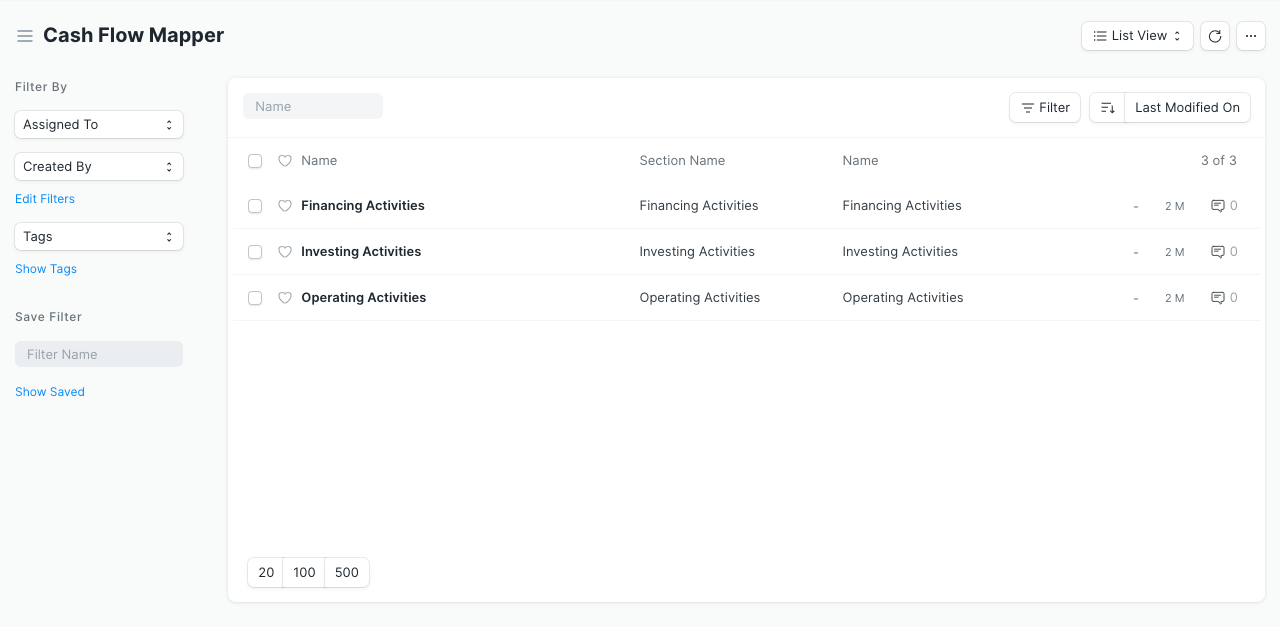 Cash Flow Mapper
List View
Filter By
Assigned To
Created By
Edit Filters
Tags
Show Tags
Save Filter
Filter Name
Show Saved
Name
Filter
Last Modified On
Name Section Name Name 3 of 3
Financing Activities Financing Activities Financing Activities - 2 M 0
Investing Activities Investing Activities Investing Activities - 2 M 0
Operating Activities Operating Activities Operating Activities - 2 M 0
20 100 500